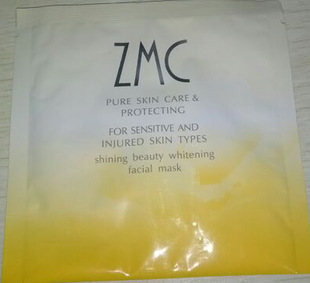 ZMC
PURE SKIN CARE &
PROTECTING
FOR SENSITIVE AND
INJURED SKIN TYPES
shining beauty whitening
facial mask